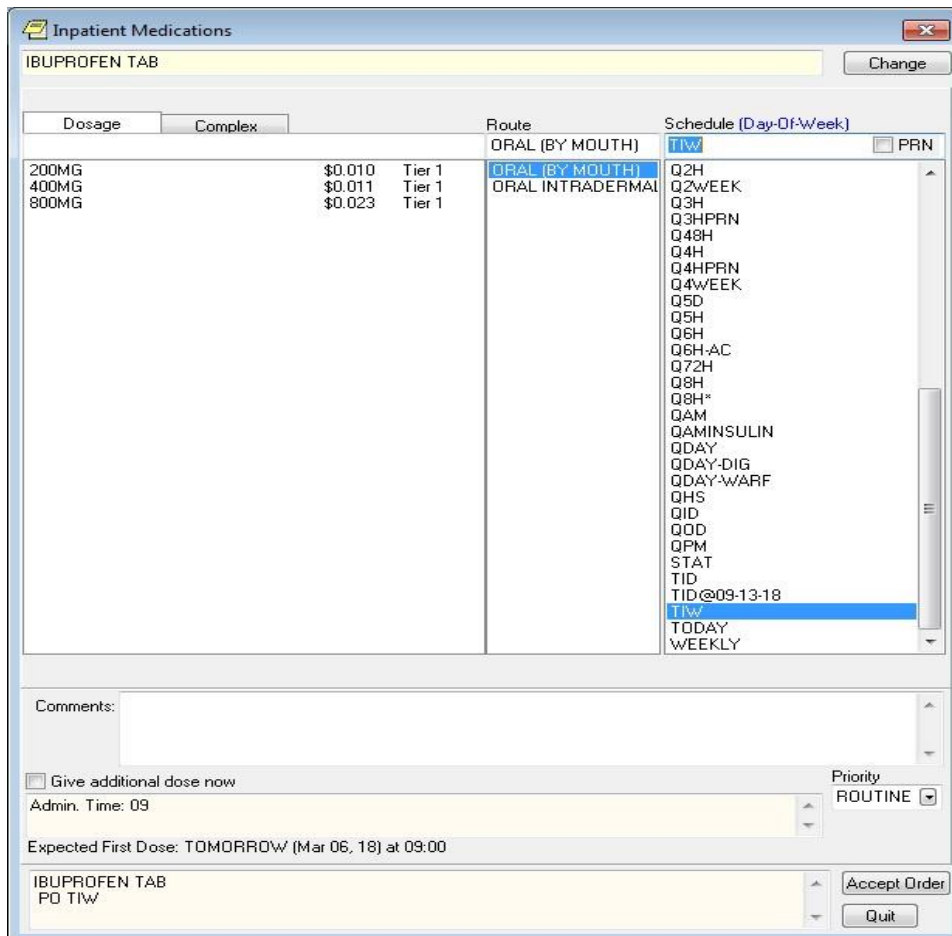 Inpatient Medications
IBUPROFEN TAB
Change
Dosage
Complex
Route
Schedule (Day-Of-Week)
ORAL (BY MOUTH)
TIW
PRN
200MG $0.010 Tier 1
400MG $0.011 Tier 1
800MG $0.023 Tier 1
ORAL (BY MOUTH)
ORAL INTRADERMAL
Q2H
Q2WEEK
Q3H
Q3HPRN
Q48H
Q4H
Q4HPRN
Q4WEEK
Q5D
Q5H
Q6H
Q6H-AC
Q72H
Q8H
Q8H*
QAM
QAMINSULIN
QDAY
QDAY-DIG
QDAY-WARF
QHS
QID
QOD
QPM
STAT
TID
TID@09-13-18
TIW
TODAY
WEEKLY
Comments:
Give additional dose now
Priority
ROUTINE
Admin. Time: 09
Expected First Dose: TOMORROW (Mar 06, 18) at 09:00
IBUPROFEN TAB
PO TIW
Accept Order
Quit